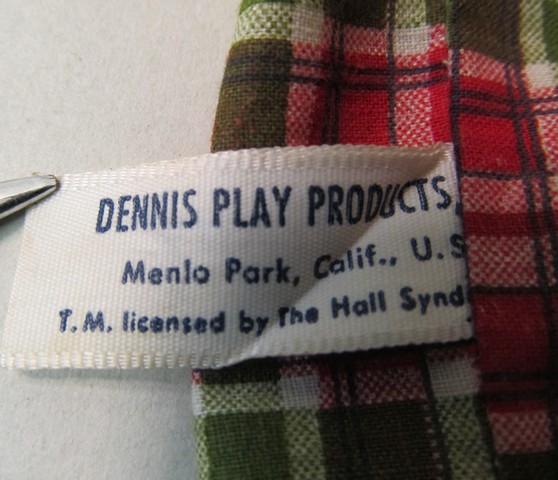 DENNIS PLAY PRODUCTS,
Menlo Park, Calif., U.S
T.M. licensed by The Hall Synd